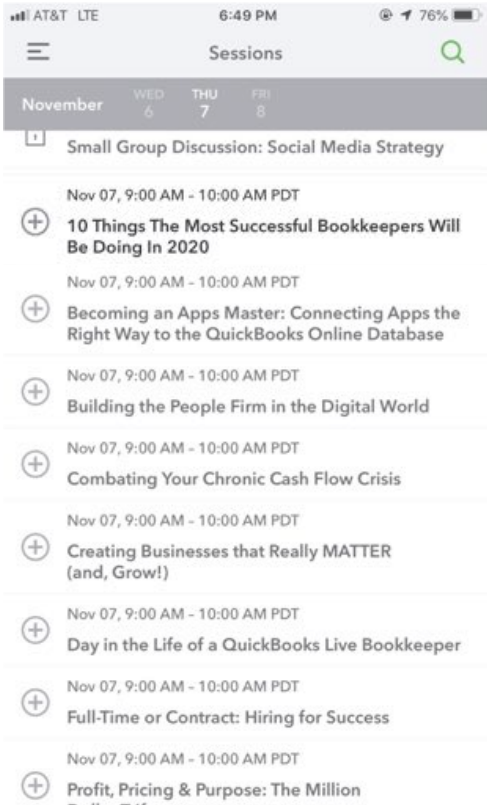 AT&T LTE 6:49 PM 76%
Sessions
November WED 6 THU 7 FRI 8
Small Group Discussion: Social Media Strategy
Nov 07, 9:00 AM - 10:00 AM PDT
10 Things The Most Successful Bookkeepers Will
Be Doing In 2020
Nov 07, 9:00 AM - 10:00 AM PDT
Becoming an Apps Master: Connecting Apps the
Right Way to the QuickBooks Online Database
Nov 07, 9:00 AM - 10:00 AM PDT
Building the People Firm in the Digital World
Nov 07, 9:00 AM - 10:00 AM PDT
Combating Your Chronic Cash Flow Crisis
Nov 07, 9:00 AM - 10:00 AM PDT
Creating Businesses that Really MATTER
(and, Grow!)
Nov 07, 9:00 AM - 10:00 AM PDT
Day in the Life of a QuickBooks Live Bookkeeper
Nov 07, 9:00 AM - 10:00 AM PDT
Full-Time or Contract: Hiring for Success
Nov 07, 9:00 AM - 10:00 AM PDT
Profit, Pricing & Purpose: The Million